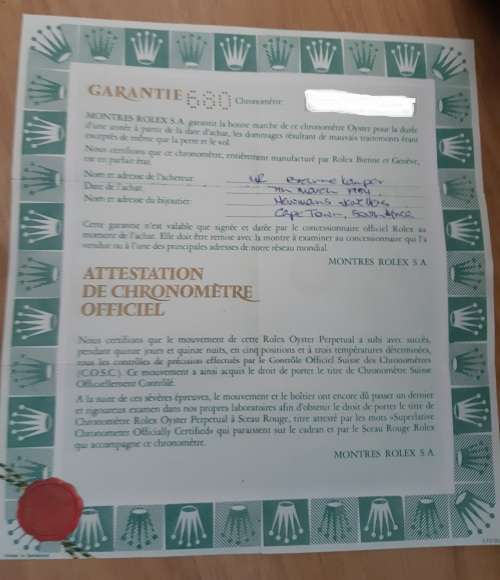 GARANTIE 680 Chronomètre
MONTRES ROLEX S.A. garantit la bonne marche de ce chronomètre Oyster pour la durée
d'une année à partir de la date d'achat, les dommages résultant de mauvais traitements étant
exceptés de même que la perte et le vol.
Nous certifions que ce chronomètre, entièrement manufacturé par Rolex Bienne et Genève,
est en parfait état.
Nom et adresse de l'acheteur: Mr
Date de l'achat: March
Nom et adresse du bijoutier: Newmans Jewellers
Cape Town, South Africa
Cette garantie n'est valable que signée et datée par le concessionnaire officiel Rolex au
moment de l'achat. Elle doit être remise avec la montre à examiner au concessionnaire qui l'a
vendue ou à l'une des principales adresses de notre réseau mondial.
MONTRES ROLEX S.A.
ATTESTATION
DE CHRONOMÈTRE
OFFICIEL
Nous certifions que le mouvement de cette Rolex Oyster Perpetual a subi avec succès,
pendant quinze jours et quinze nuits, en cinq positions et à trois températures déterminées,
tous les contrôles de précision effectués par le Contrôle Officiel Suisse des Chronomètres
(C.O.S.C.). Ce mouvement a ainsi acquis le droit de porter le titre de Chronomètre Suisse
Officiellement Contrôlé.
A la suite de ces sévères épreuves, le mouvement et le boîtier ont encore dû passer un dernier
et rigoureux examen dans nos propres laboratoires afin d'obtenir le droit de porter le titre de
Chronomètre Rolex Oyster Perpetual à Sceau Rouge, titre attesté par les mots «Superlative
Chronometer Officially Certified» qui paraissent sur le cadran et par le Sceau Rouge Rolex
qui accompagne ce chronomètre.
MONTRES ROLEX S.A.